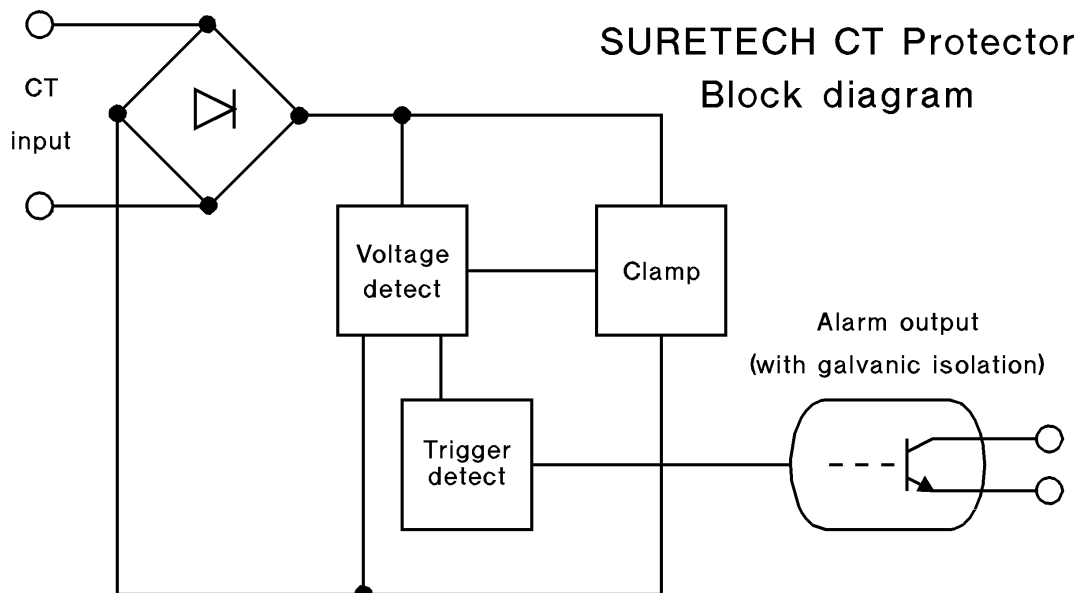 SURETECH CT Protector
Block diagram
CT
input
Voltage
detect
Clamp
Alarm output
(with galvanic isolation)
Trigger
detect